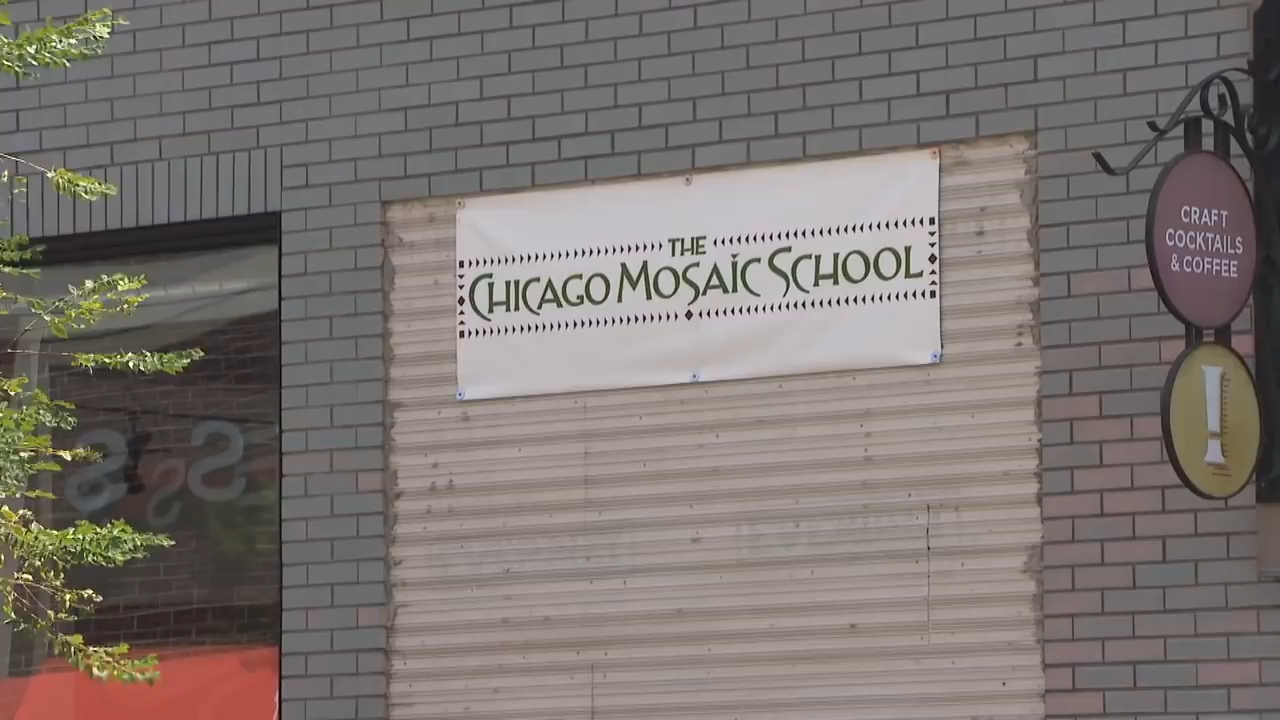 THE
CHICAGO MOSAIC SCHOOL
CRAFT
COCKTAILS
& COFFEE